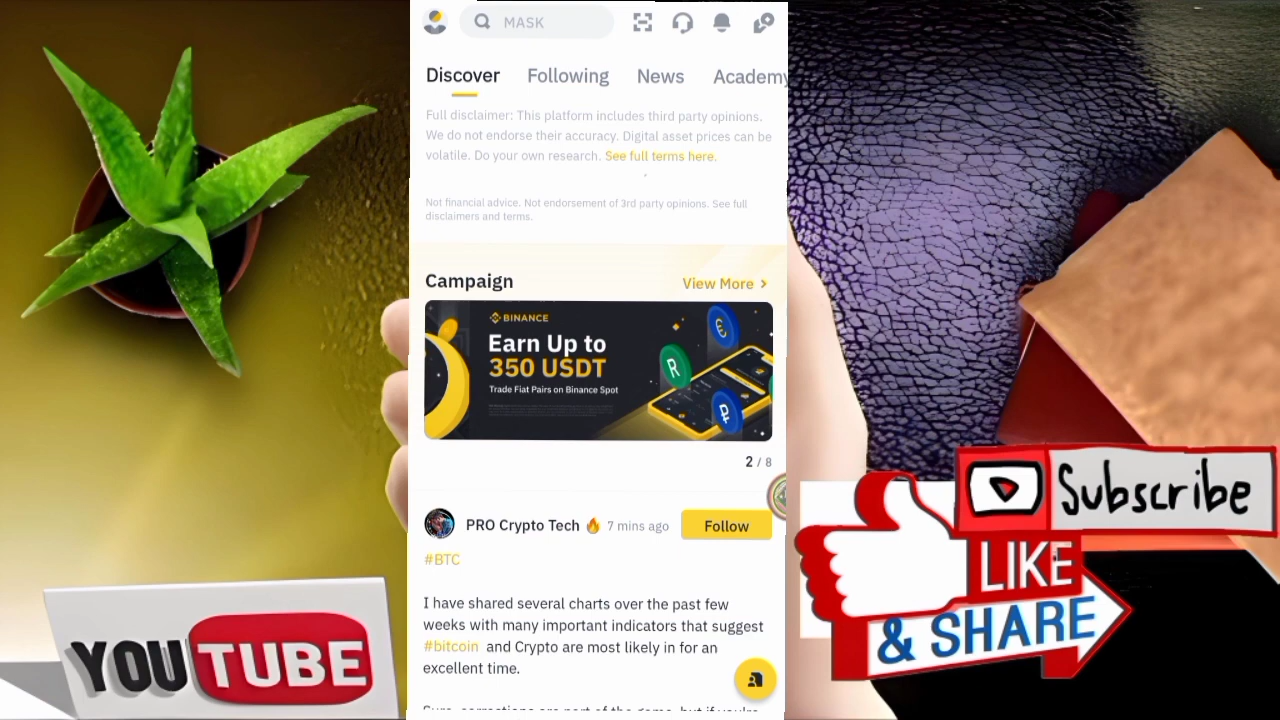 MASK
Discover Following News Academy
Full disclaimer: This platform includes third party opinions.
We do not endorse their accuracy. Digital asset prices can be
volatile. Do your own research. See full terms here.
Not financial advice. Not endorsement of 3rd party opinions. See full
disclaimers and terms.
Campaign
View More
BINANCE
Earn Up to
350 USDT
Trade Fiat Pairs on Binance Spot
2 / 8
PRO Crypto Tech 7 mins ago
Follow
#BTC
I have shared several charts over the past few
weeks with many important indicators that suggest
#bitcoin and Crypto are most likely in for an
excellent time.
YOUTUBE
Subscribe
LIKE
& SHARE